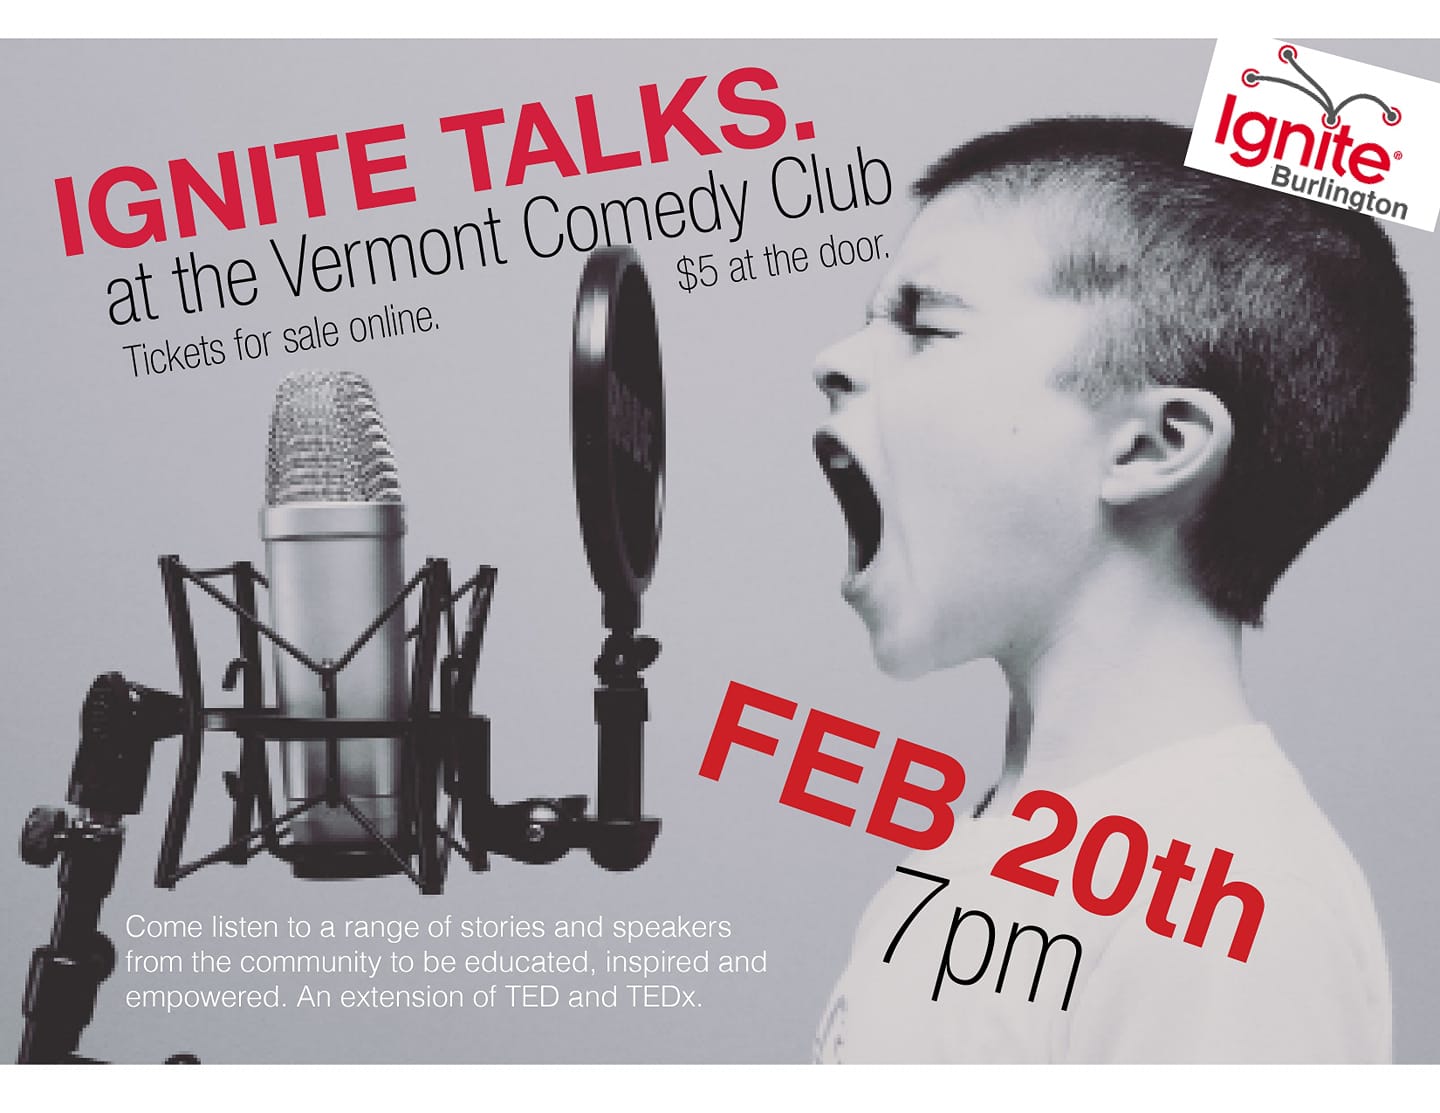 IGNITE TALKS.
at the Vermont Comedy Club
Tickets for sale online.
$5 at the door.
Ignite®
Burlington
FEB 20th
7pm
Come listen to a range of stories and speakers
from the community to be educated, inspired and
empowered. An extension of TED and TEDx.